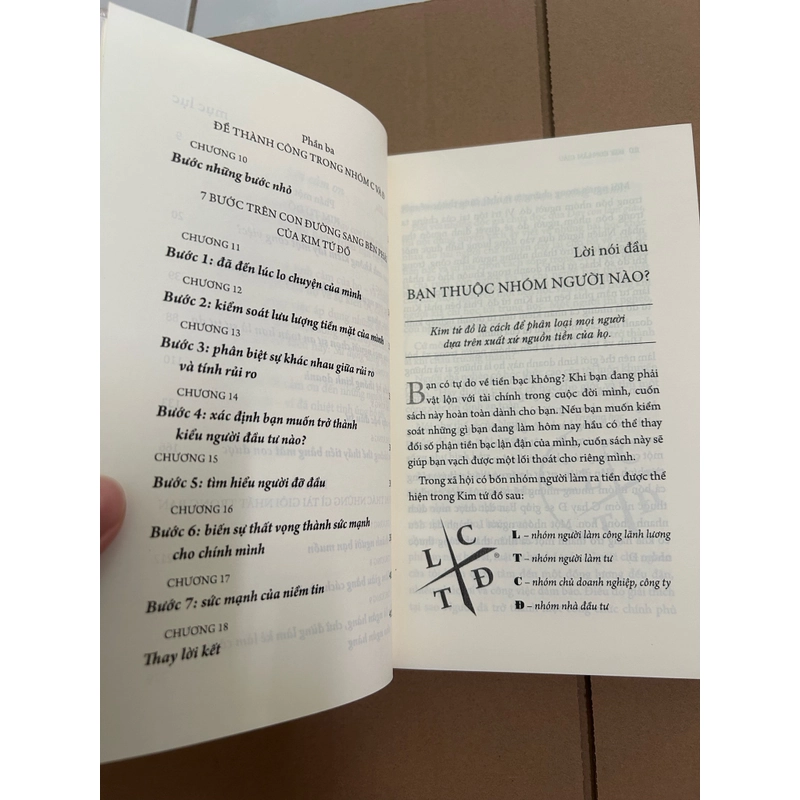 Phần ba
ĐỂ THÀNH CÔNG TRONG NHÓM C
CHƯƠNG 10
Bước những bước nhỏ
7 BƯỚC TRÊN CON ĐƯỜNG SANG BÊN
CỦA KIM TỨ ĐỒ
CHƯƠNG 11
Bước 1: đã đến lúc lo chuyện của mình
CHƯƠNG 12
Bước 2: kiểm soát lưu lượng tiền mặt của mình
CHƯƠNG 13
Bước 3: phân biệt sự khác nhau giữa rủi ro
và tính rủi ro
CHƯƠNG 14
Bước 4: xác định bạn muốn trở thành
kiểu người đầu tư nào?
CHƯƠNG 15
Bước 5: tìm hiểu người đỡ đầu
CHƯƠNG 16
Bước 6: biến sự thất vọng thành sức mạnh
cho chính mình
CHƯƠNG 17
Bước 7: sức mạnh của niềm tin
CHƯƠNG 18
Thay lời kết
Lời nói đầu
BẠN THUỘC NHÓM NGƯỜI NÀO?
Kim tứ đồ là cách để phân loại mọi người
dựa trên xuất xứ nguồn tiền của họ.
Bạn có tự do về tiền bạc không? Khi bạn đang phải
vật lộn với tài chính trong cuộc đời mình, cuốn
sách này hoàn toàn dành cho bạn. Nếu bạn muốn kiểm
soát những gì bạn đang làm hôm nay hầu có thể thay
đổi số phận tiền bạc lận đận của mình, cuốn sách này sẽ
giúp bạn vạch được một lối thoát cho riêng mình.
Trong xã hội có bốn nhóm người làm ra tiền được thể
hiện trong Kim tứ đồ sau:
L C
T Đ ®
L – nhóm người làm công lãnh lương
T – nhóm người làm tư
C – nhóm chủ doanh nghiệp, công ty
Đ – nhóm nhà đầu tư